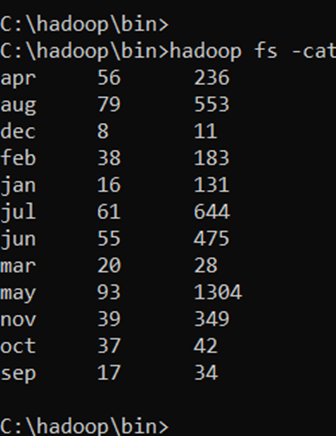 C:\hadoop\bin>
C:\hadoop\bin>hadoop fs -cat
apr 56 236
aug 79 553
dec 8 11
feb 38 183
jan 16 131
jul 61 644
jun 55 475
mar 20 28
may 93 1304
nov 39 349
oct 37 42
sep 17 34
C:\hadoop\bin>